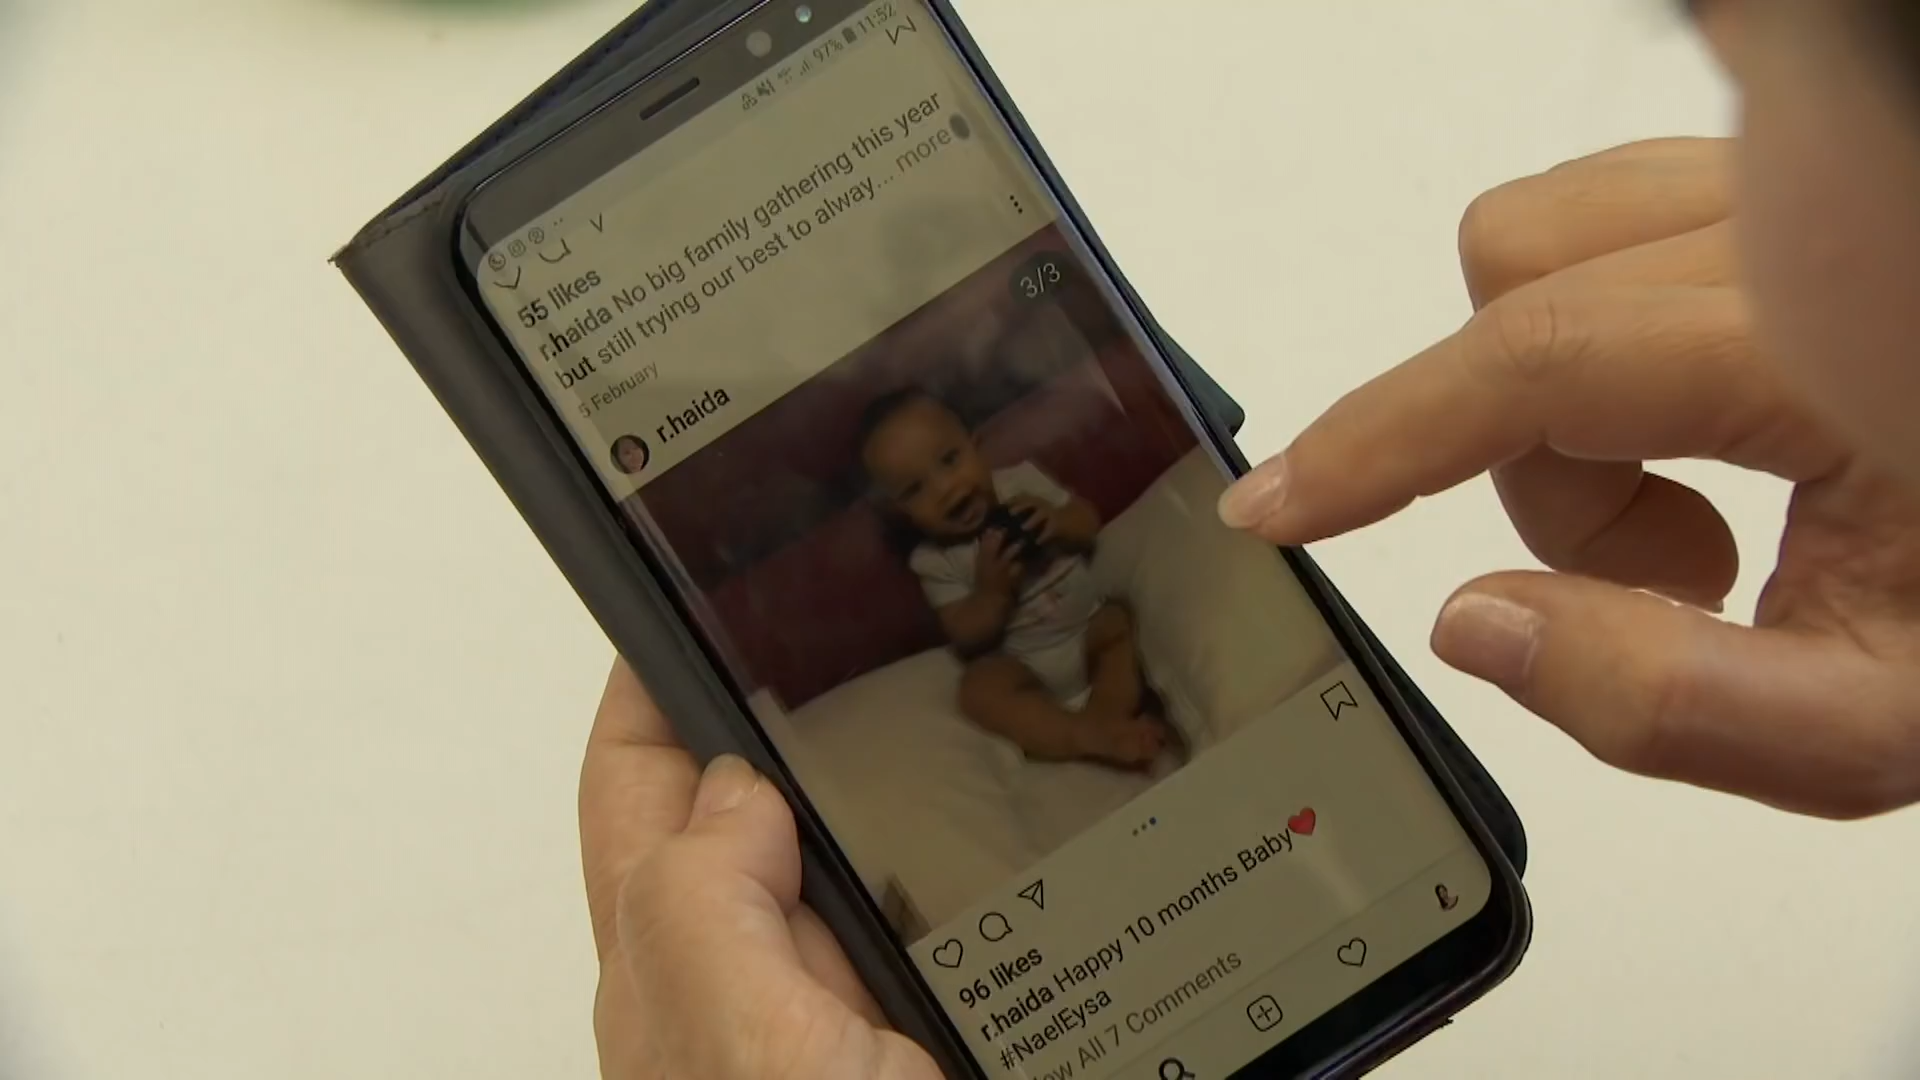 97% 11:52
55 likes
r.haida No big family gathering this year
but still trying our best to alway... more
5 February
r.haida
3/3
96 likes
r.haida Happy 10 months Baby❤️
#NaelEysa
All 7 Comments